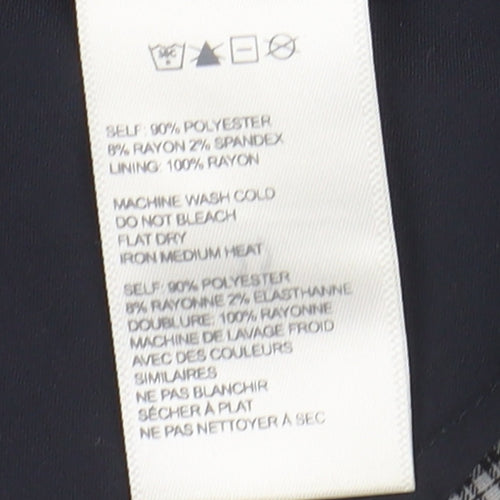 30C
SELF: 90% POLYESTER
8% RAYON 2% SPANDEX
LINING: 100% RAYON
MACHINE WASH COLD
DO NOT BLEACH
FLAT DRY
IRON MEDIUM HEAT
SELF: 90% POLYESTER
8% RAYONNE 2% ELASTHANNE
DOUBLURE: 100% RAYONNE
MACHINE DE LAVAGE FROID
AVEC DES COULEURS
SIMILAIRES
NE PAS BLANCHIR
SÉCHER À PLAT
NE PAS NETTOYER À SEC